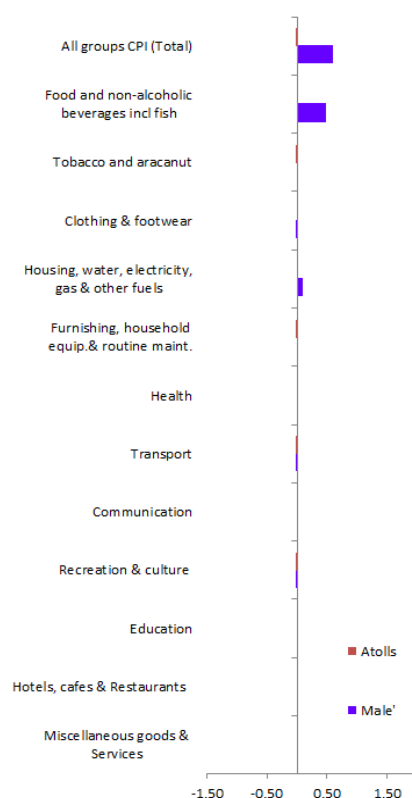 All groups CPI (Total)
Food and non-alcoholic
beverages incl fish
Tobacco and aracanut
Clothing & footwear
Housing, water, electricity,
gas & other fuels
Furnishing, household
equip.& routine maint.
Health
Transport
Communication
Recreation & culture
Education
Atolls
Hotels, cafes & Restaurants
Male'
Miscellaneous goods &
Services
-1.50 -0.50 0.50 1.50